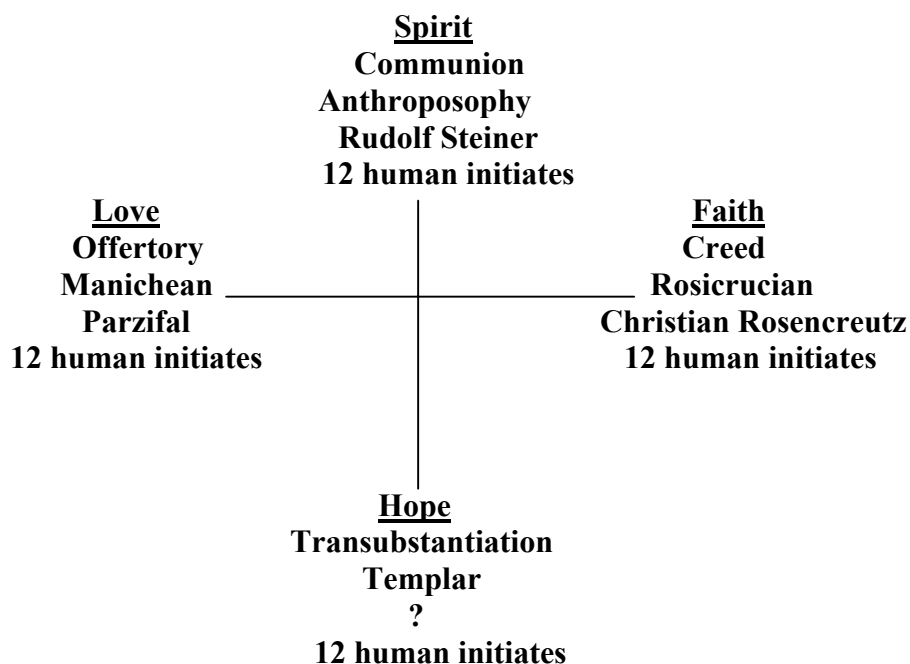 Spirit
Communion
Anthroposophy
Rudolf Steiner
12 human initiates
Love
Offertory
Manichean
Parzifal
12 human initiates
Faith
Creed
Rosicrucian
Christian Rosencreutz
12 human initiates
Hope
Transubstantiation
Templar
?
12 human initiates